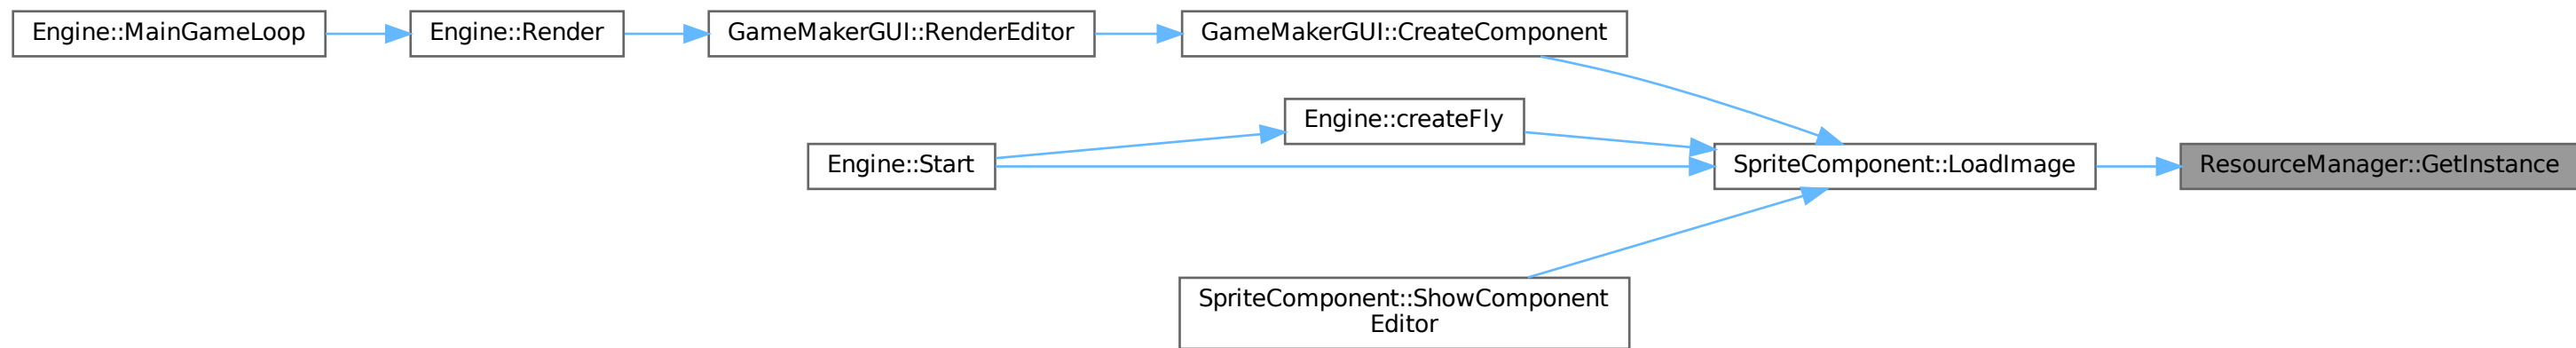 Engine::MainGameLoop
Engine::Render
GameMakerGUI::RenderEditor
GameMakerGUI::CreateComponent
Engine::createFly
Engine::Start
SpriteComponent::LoadImage
ResourceManager::GetInstance
SpriteComponent::ShowComponent
Editor